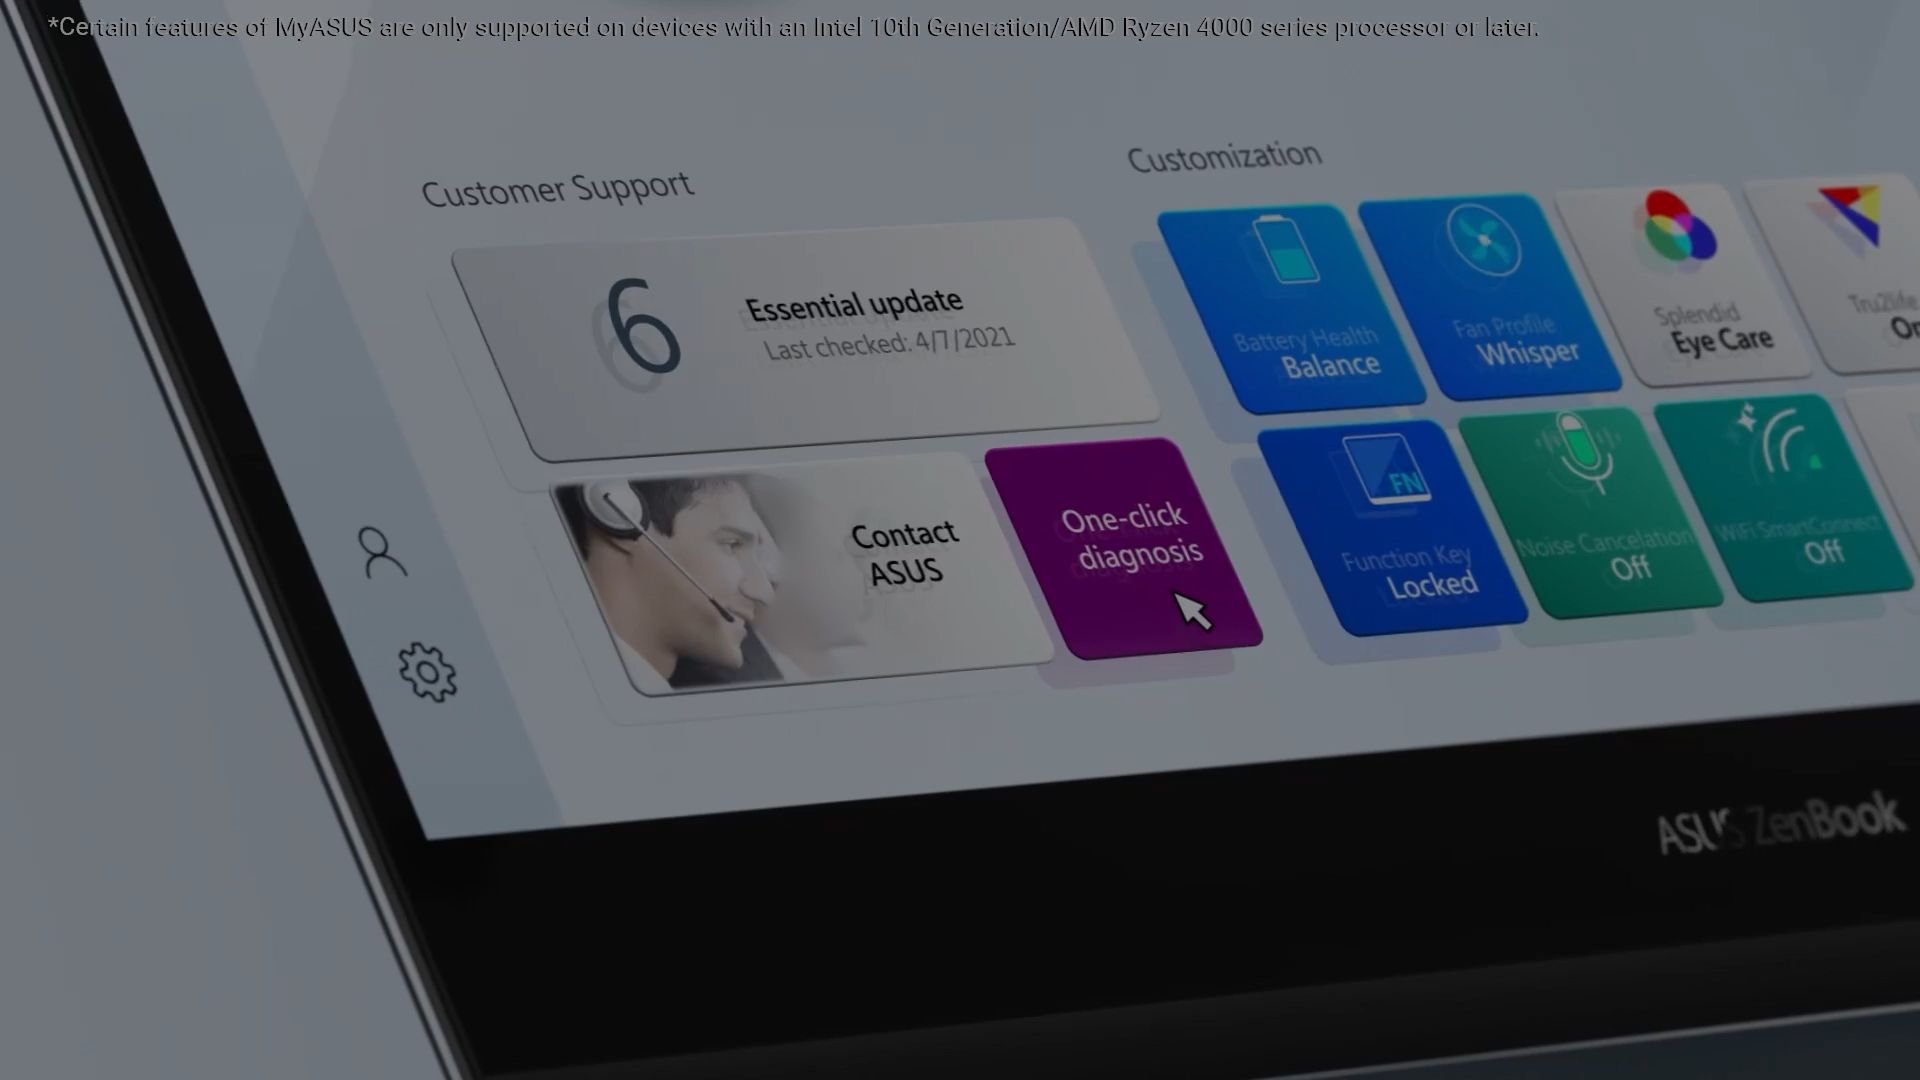 *Certain features of MyASUS are only supported on devices with an Intel 10th Generation/AMD Ryzen 4000 series processor or later.
Customer Support
6
Essential update
Last checked: 4/7/2021
Contact
ASUS
One-click
diagnosis
Customization
Battery Health
Balance
Fan Profile
Whisper
Splendid
Eye Care
Tru2life
FN
Function Key
Locked
Noise Cancelation
Off
WiFi SmartConnect
Off
ASUS ZenBook